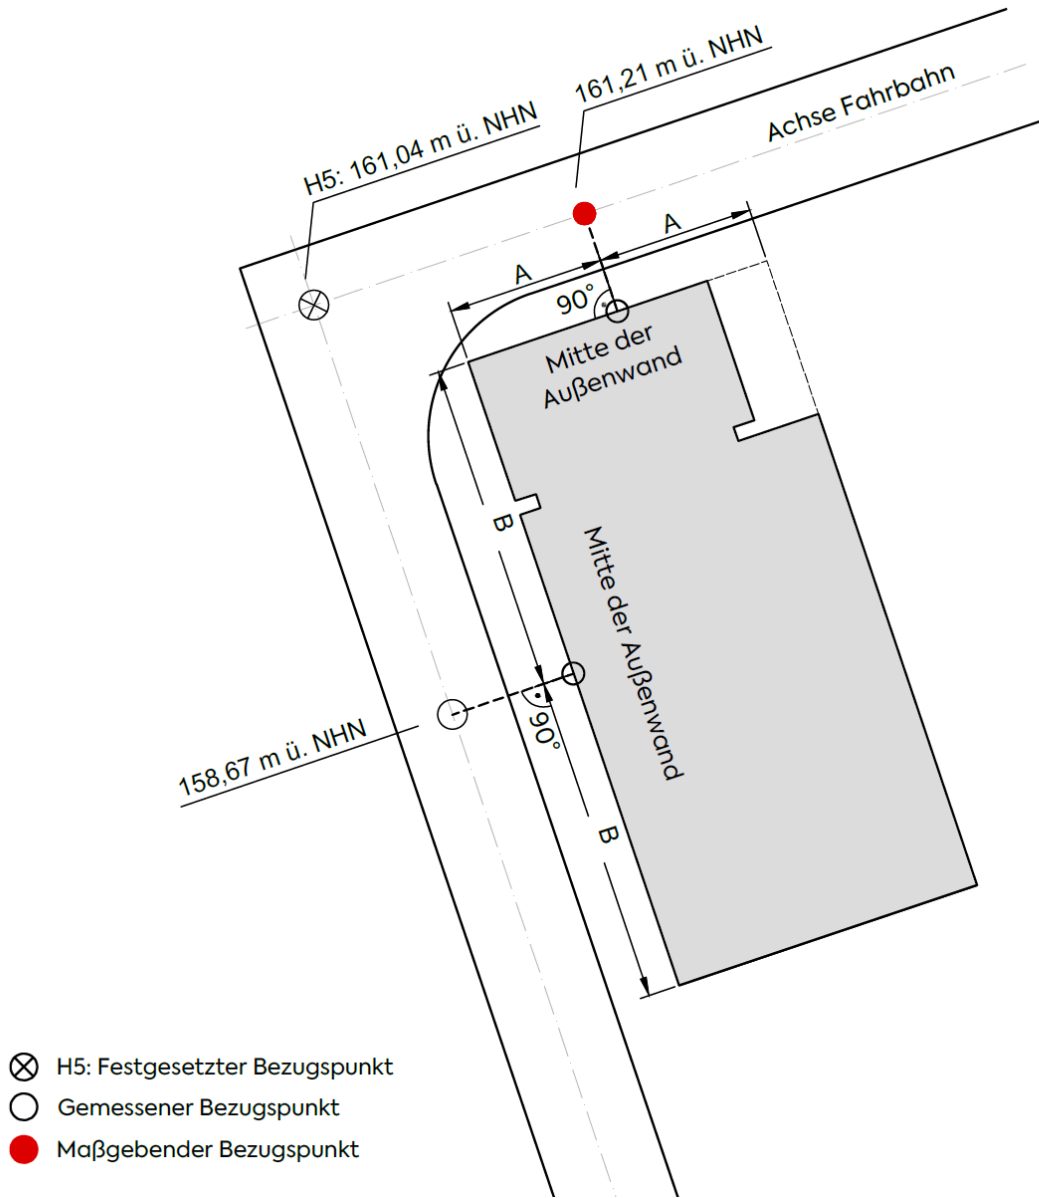 161,21 m ü. NHN
Achse Fahrbahn
H5: 161,04 m ü. NHN
A
A
90°
Mitte der
Außenwand
B
Mitte der Außenwand
90°
158,67 m ü. NHN
B
H5: Festgesetzter Bezugspunkt
Gemessener Bezugspunkt
Maßgebender Bezugspunkt